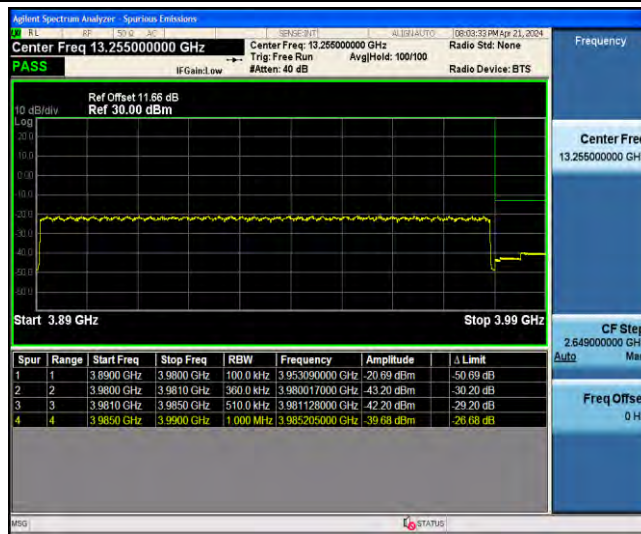 Agilent Spectrum Analyzer - Spurious Emissions
RL RF 50 Ω AC SENSE:INT ALIGN AUTO 08:03:33 PM Apr 21, 2024
Center Freq 13.255000000 GHz
Center Freq: 13.255000000 GHz
Radio Std: None
Trig: Free Run Avg|Hold: 100/100
PASS
IFGain:Low
#Atten: 40 dB
Radio Device: BTS
Ref Offset 11.66 dB
10 dB/div Ref 30.00 dBm
Log
20.0
10.0
0.00
-10.0
-20.0
-30.0
-40.0
-50.0
-60.0
Start 3.89 GHz Stop 3.99 GHz
Spur Range Start Freq Stop Freq RBW Frequency Amplitude Δ Limit
1 1 3.8900 GHz 3.9800 GHz 100.0 kHz 3.953090000 GHz -20.69 dBm -50.69 dB
2 2 3.9800 GHz 3.9810 GHz 360.0 kHz 3.980017000 GHz -43.20 dBm -30.20 dB
3 3 3.9810 GHz 3.9850 GHz 510.0 kHz 3.981128000 GHz -42.20 dBm -29.20 dB
4 4 3.9850 GHz 3.9900 GHz 1.000 MHz 3.985205000 GHz -39.68 dBm -26.68 dB
MSG STATUS
Frequency
Center Fre
13.255000000 GH
CF Step
2.649000000 GH
Auto Ma
Freq Offse
0 H